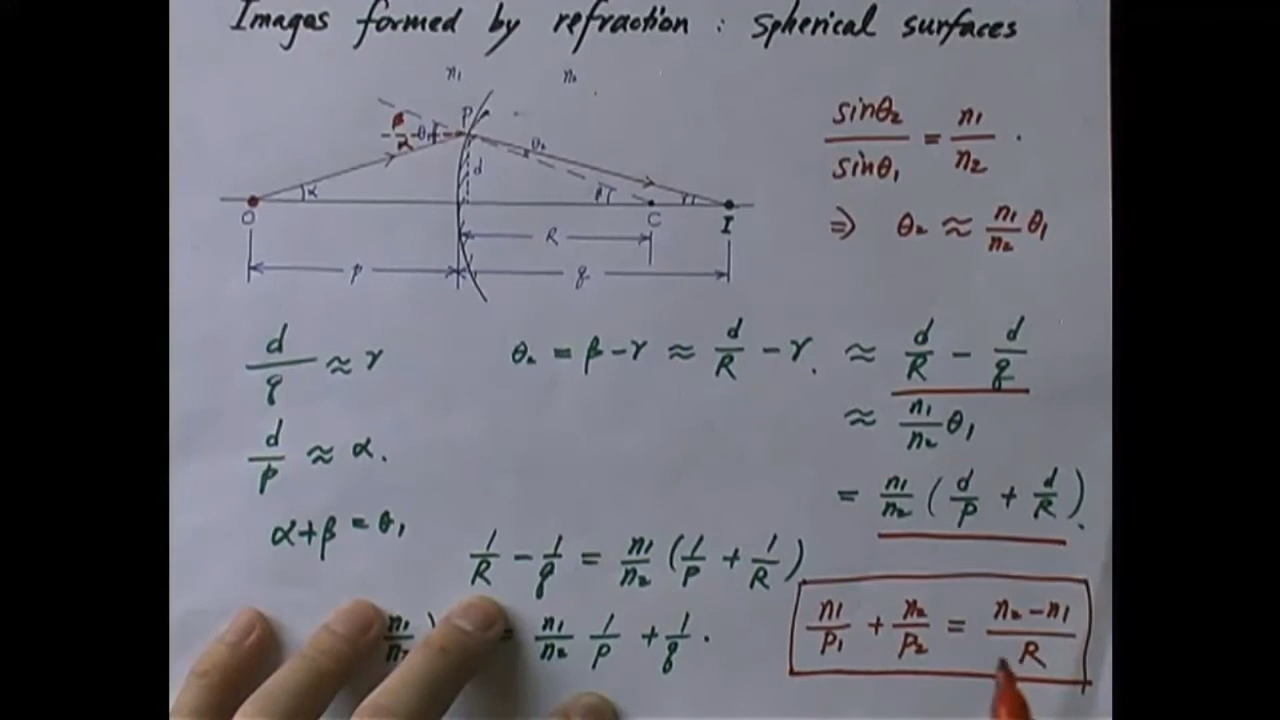 Images formed by refraction : spherical surfaces
n₁ n₂
P
β
α θ₁ θ₂
d
α β γ
O C I
R
p q
sinθ₂/sinθ₁ = n₁/n₂ .
⇒ θ₂ ≈ n₁/n₂ θ₁
d/q ≈ γ
θ₂ = β-γ ≈ d/R - γ . ≈ d/R - d/q
≈ n₁/n₂ θ₁
d/p ≈ α.
= n₁/n₂ ( d/p + d/R ).
α+β = θ₁
1/R - 1/q = n₁/n₂ ( 1/p + 1/R )
n₁/n₂ ) = n₁/n₂ 1/p + 1/q .
n₁/p₁ + n₂/p₂ = n₂-n₁/R